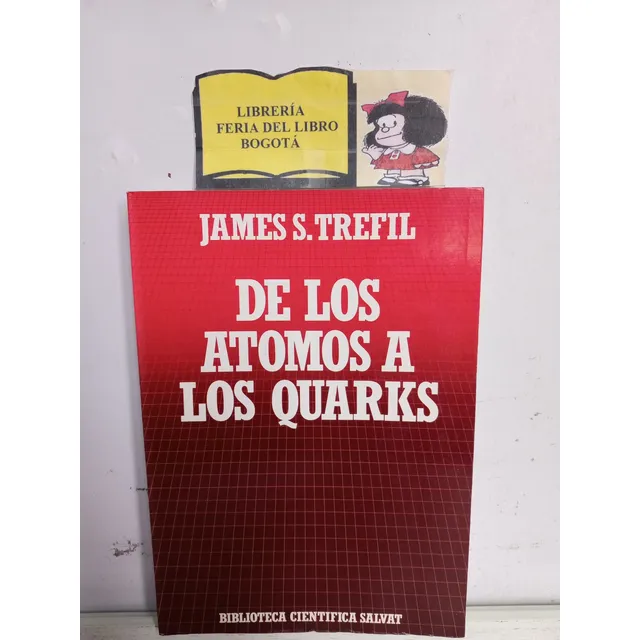 LIBRERÍA
FERIA DEL LIBRO
BOGOTÁ
JAMES S. TREFIL
DE LOS
ATOMOS A
LOS QUARKS
BIBLIOTECA CIENTIFICA SALVAT